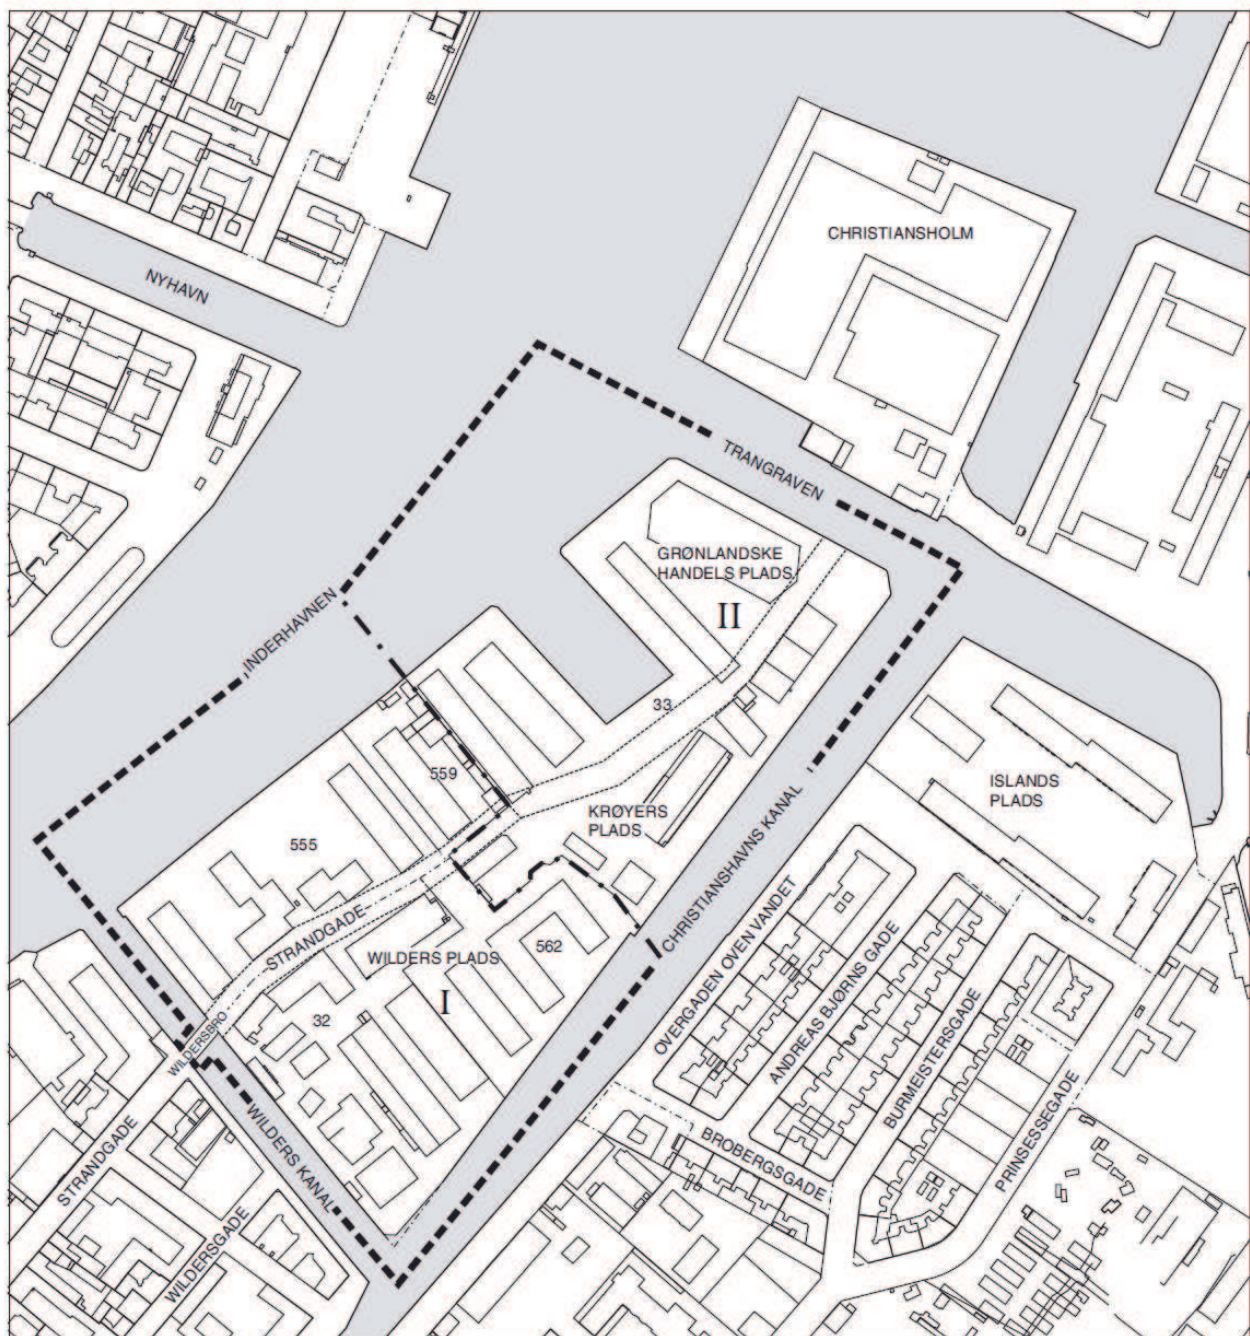 CHRISTIANSHOLM
NYHAVN
TRANGRAVEN
GRØNLANDSKE
HANDELS PLADS
II
INDERHAVNEN
33
559
ISLANDS
PLADS
KRØYERS
PLADS
555
CHRISTIANSHAVNS KANAL
STRANDGADE
562
WILDERS PLADS
I
32
WILDERSBRO
OVERGADEN OVEN VANDET
ANDREAS BJØRNS GADE
BURMEISTERSGADE
PRINSESSEGADE
BROBERGSGADE
WILDERS KANAL
STRANDGADE
WILDERSGADE